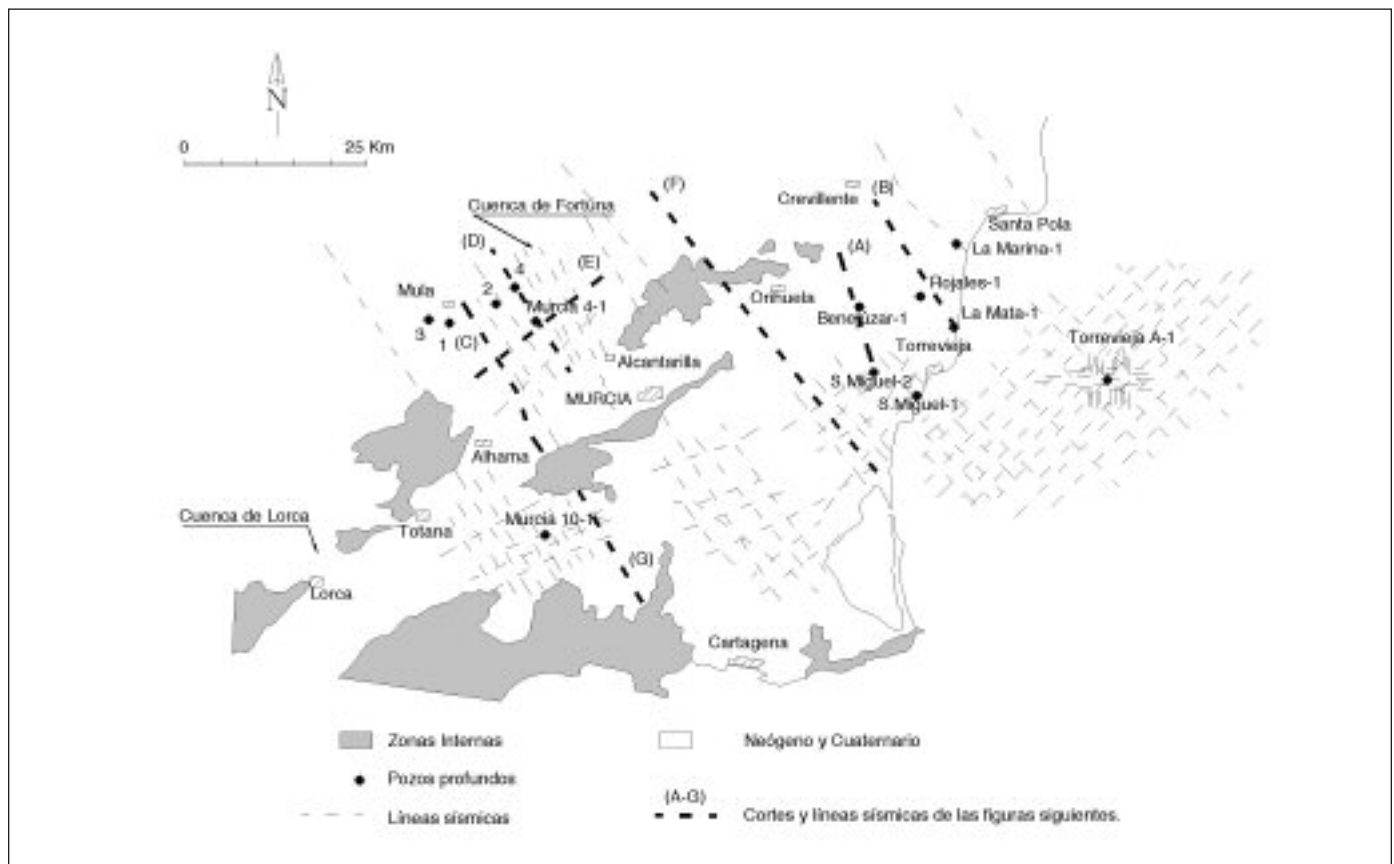 N
0 25 Km
(F)
Crevillente
(B)
Cuenca de Fortúna
Santa Pola
(D)
(A)
La Marina-1
4
(E)
Mula
2
Orihuela
Rojales-1
Murcia 4-1
Benejúzar-1
La Mata-1
3
1
(C)
Torrevieja
Torrevieja A-1
Alcantarilla
S.Miguel-2
MURCIA
S.Miguel-1
Alhama
Cuenca de Lorca
Totana
Murcia 10-1
(G)
Lorca
Cartagena
Zonas Internas
Neógeno y Cuaternario
Pozos profundos
(A-G)
Líneas sísmicas
Cortes y líneas sísmicas de las figuras siguientes.